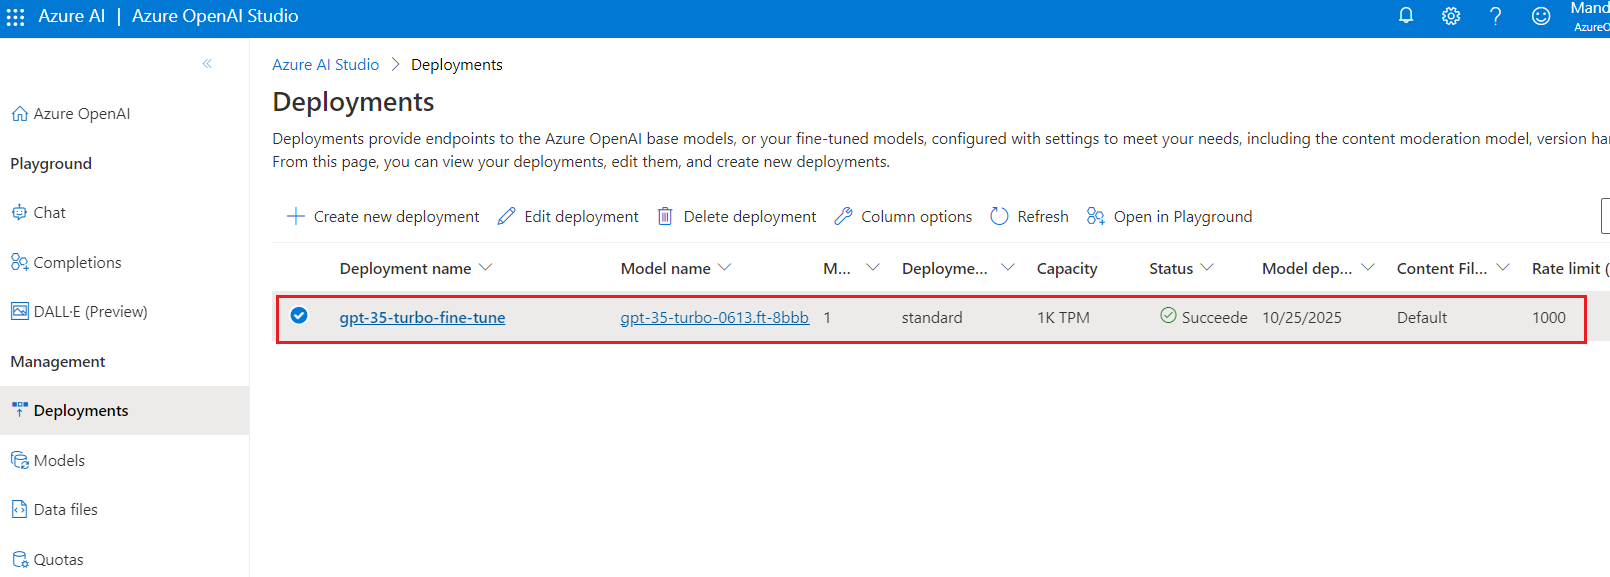 Azure AI | Azure OpenAI Studio
Mand
AzureO
Azure AI Studio > Deployments
Deployments
Deployments provide endpoints to the Azure OpenAI base models, or your fine-tuned models, configured with settings to meet your needs, including the content moderation model, version ha
From this page, you can view your deployments, edit them, and create new deployments.
Create new deployment Edit deployment Delete deployment Column options Refresh Open in Playground
Deployment name Model name M... Deployme... Capacity Status Model dep... Content Fil... Rate limit (
gpt-35-turbo-fine-tune gpt-35-turbo-0613.ft-8bbb 1 standard 1K TPM Succeede 10/25/2025 Default 1000
Azure OpenAI
Playground
Chat
Completions
DALL·E (Preview)
Management
Deployments
Models
Data files
Quotas